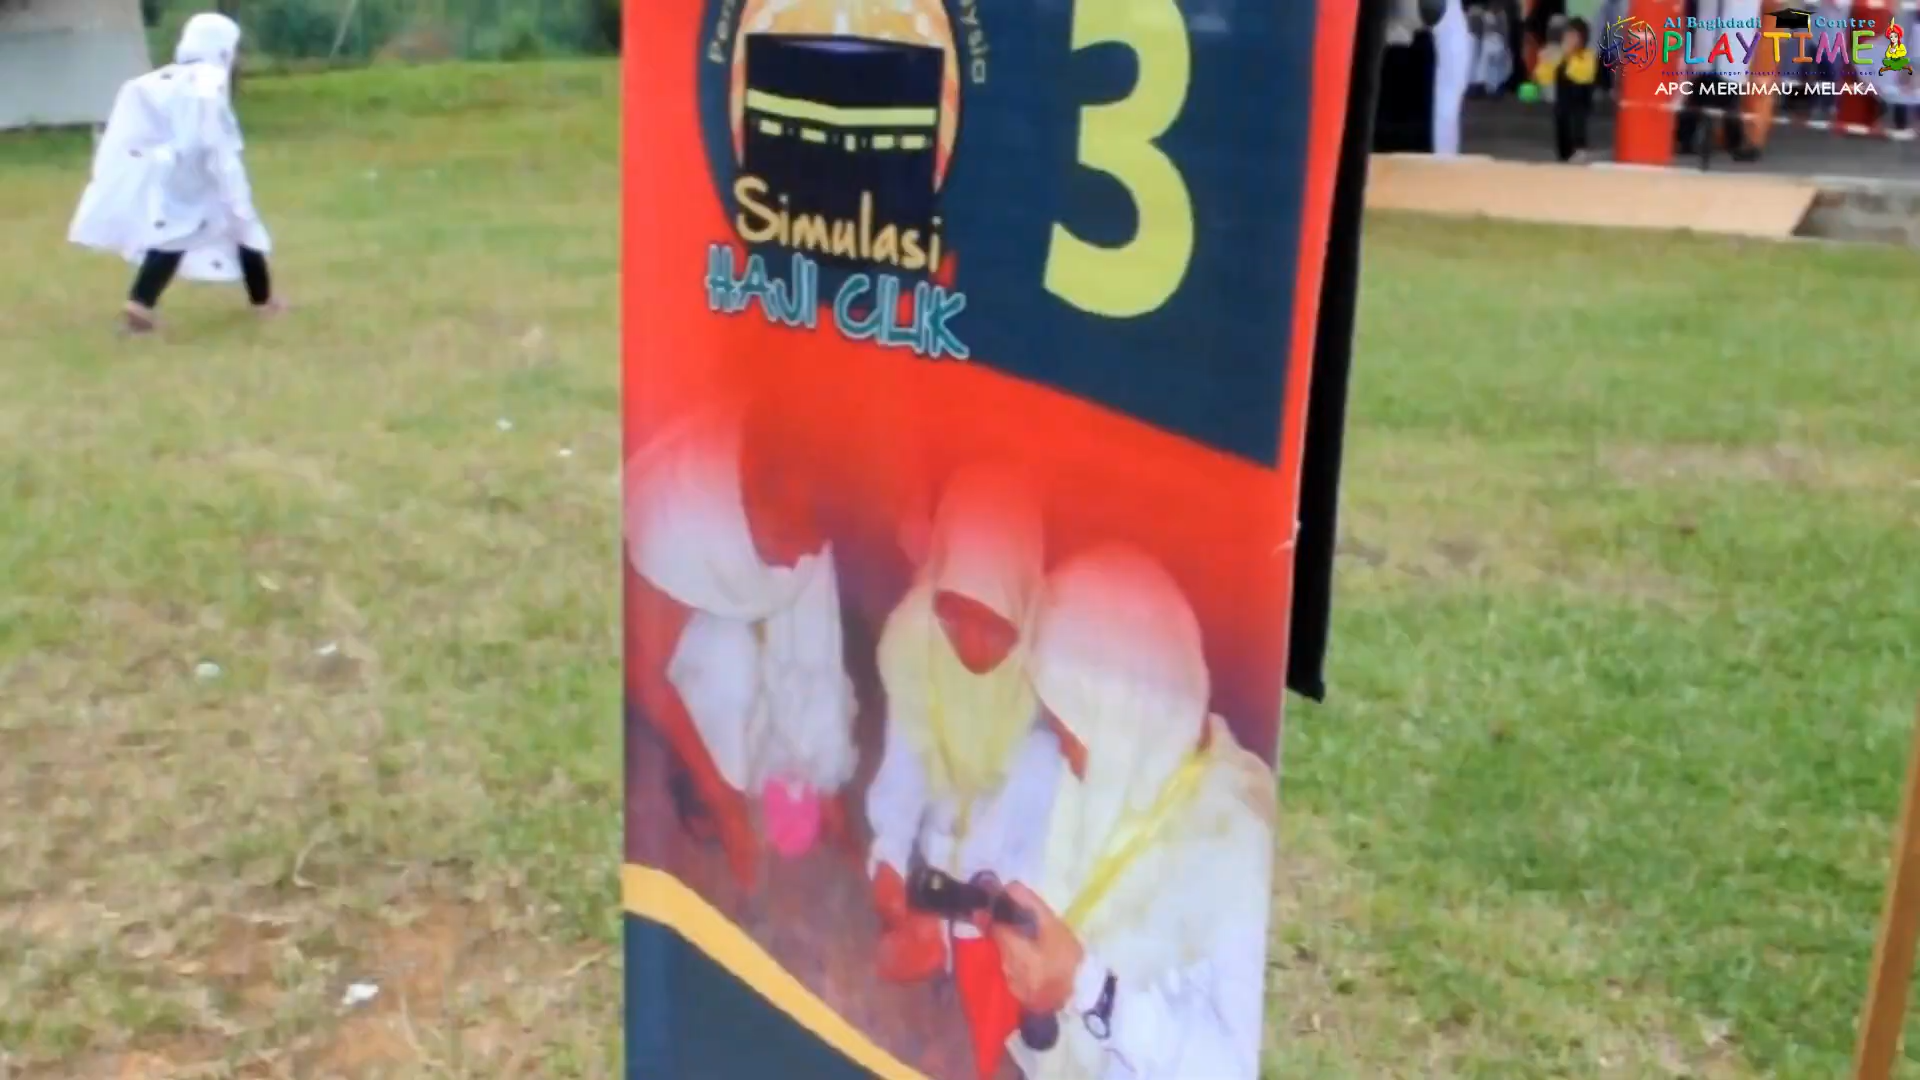 3
Simulasi
HAJI CILIK
Al Baghdadi Centre
PLAYTIME
APC MERLIMAU, MELAKA